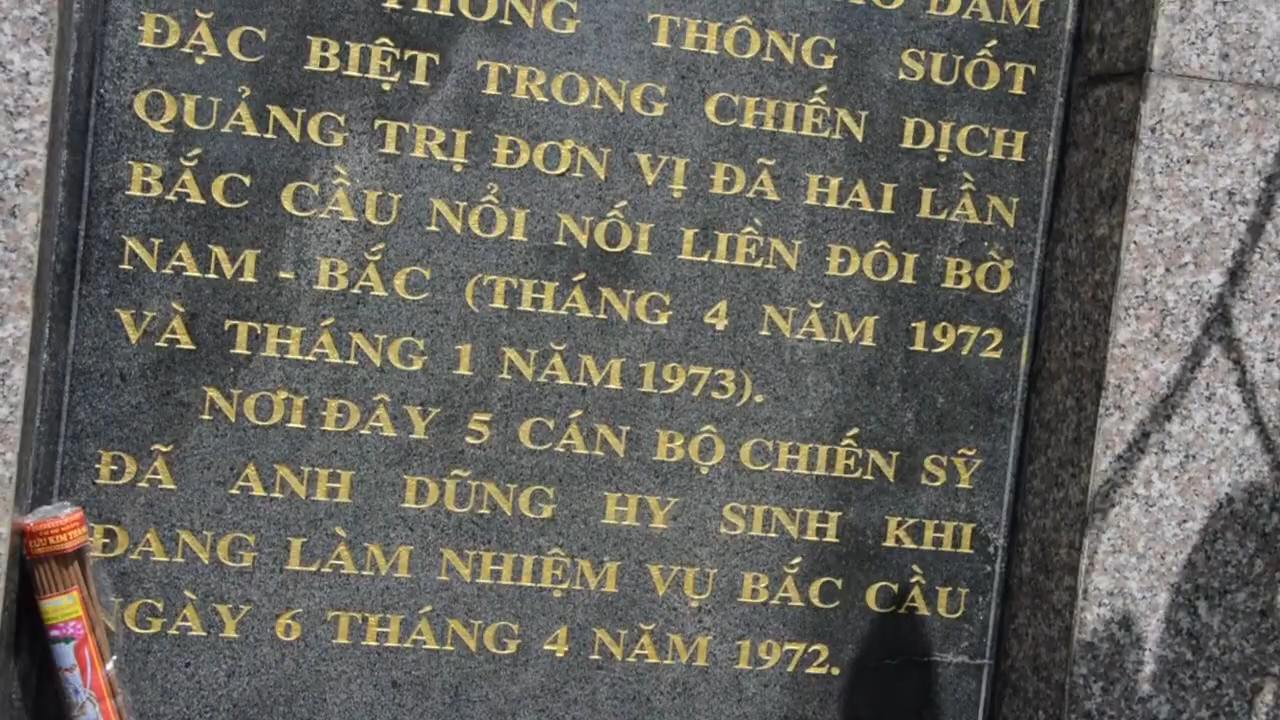 THÔNG THÔNG SUỐT
ĐẶC BIỆT TRONG CHIẾN DỊCH
QUẢNG TRỊ ĐƠN VỊ ĐÃ HAI LẦN
BẮC CẦU NỔI NỐI LIỀN ĐÔI BỜ
NAM - BẮC (THÁNG 4 NĂM 1972
VÀ THÁNG 1 NĂM 1973).
NƠI ĐÂY 5 CÁN BỘ CHIẾN SỸ
ĐÃ ANH DŨNG HY SINH KHI
ĐANG LÀM NHIỆM VỤ BẮC CẦU
NGÀY 6 THÁNG 4 NĂM 1972.